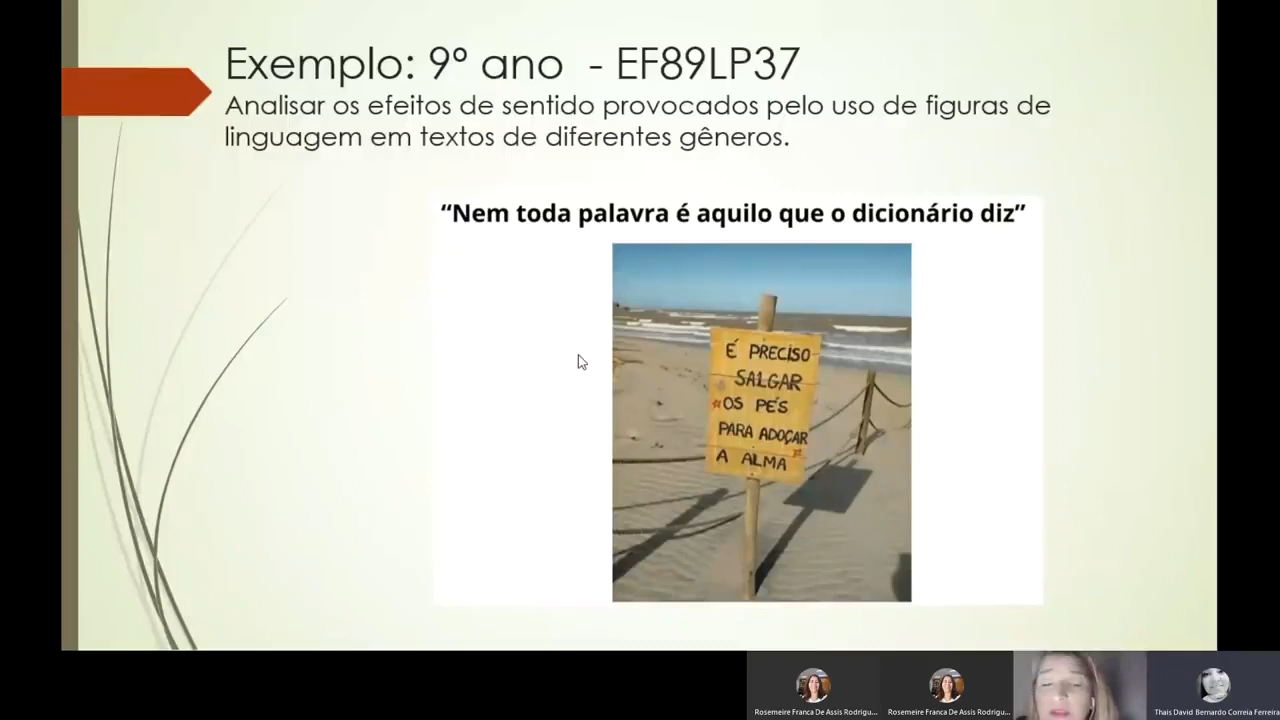 Exemplo: 9º ano - EF89LP37
Analisar os efeitos de sentido provocados pelo uso de figuras de
linguagem em textos de diferentes gêneros.
“Nem toda palavra é aquilo que o dicionário diz”
É PRECISO
SALGAR
OS PÉS
PARA ADOÇAR
A ALMA
Rosemeire Franca De Assis Rodrigu...
Rosemeire Franca De Assis Rodrigu...
Thais David Bernardo Correia Ferreira